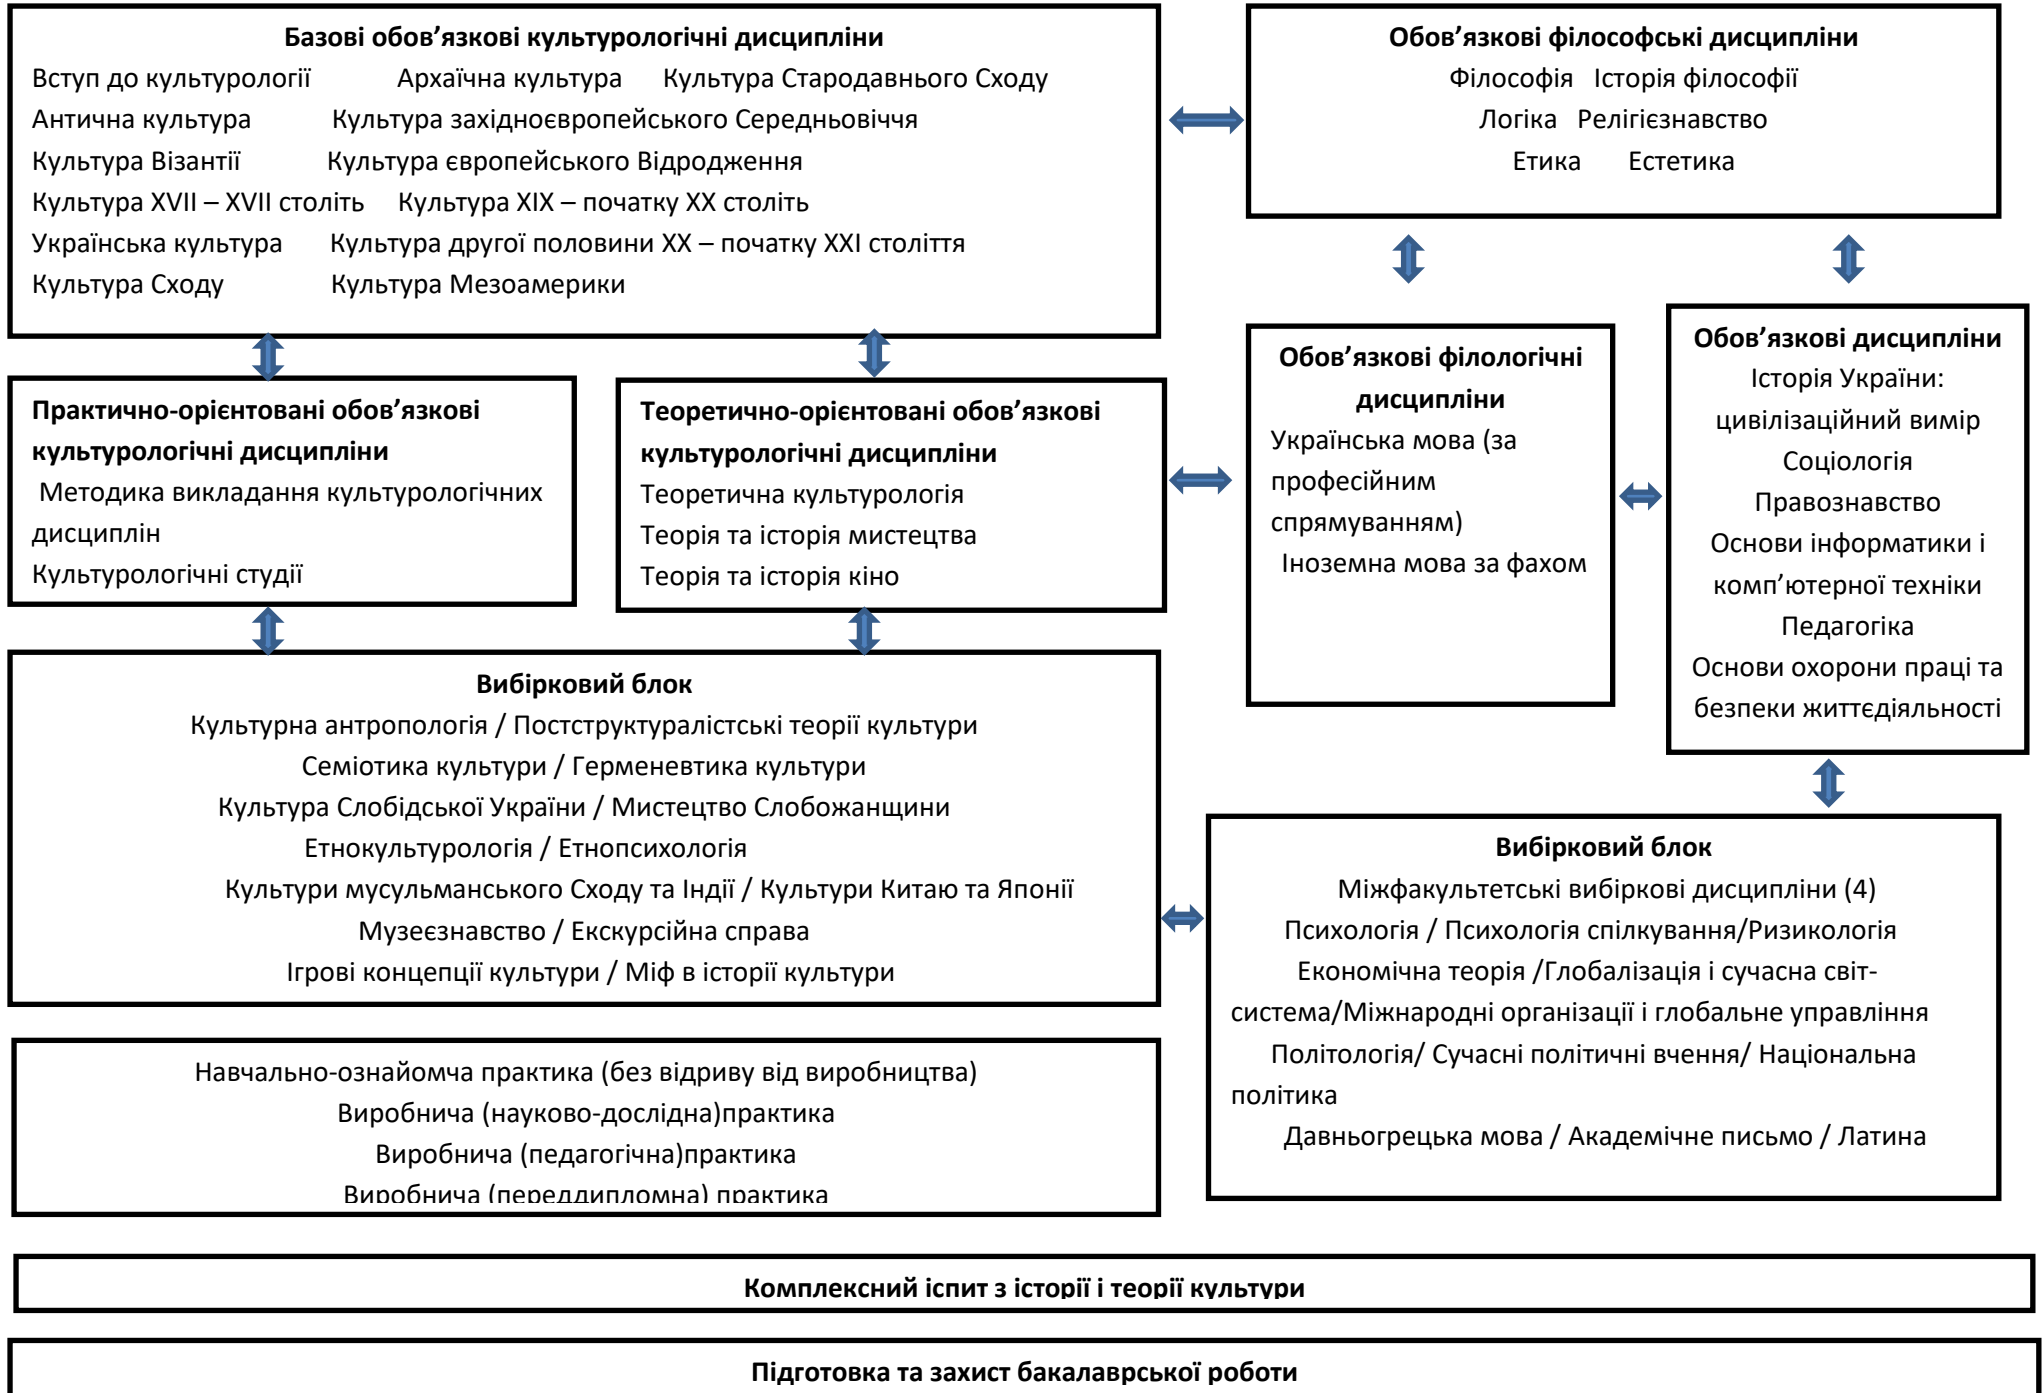 Базові обов’язкові культурологічні дисципліни
Вступ до культурології Архаїчна культура Культура Стародавнього Сходу
Антична культура Культура західноєвропейського Середньовіччя
Культура Візантії Культура європейського Відродження
Культура XVII – XVII століть Культура XIX – початку XX століть
Українська культура Культура другої половини XX – початку XXI століття
Культура Сходу Культура Мезоамерики
Обов’язкові філософські дисципліни
Філософія Історія філософії
Логіка Релігієзнавство
Етика Естетика
Практично-орієнтовані обов’язкові
культурологічні дисципліни
Методика викладання культурологічних
дисциплін
Культурологічні студії
Теоретично-орієнтовані обов’язкові
культурологічні дисципліни
Теоретична культурологія
Теорія та історія мистецтва
Теорія та історія кіно
Обов’язкові філологічні
дисципліни
Українська мова (за
професійним
спрямуванням)
Іноземна мова за фахом
Обов’язкові дисципліни
Історія України:
цивілізаційний вимір
Соціологія
Правознавство
Основи інформатики і
комп’ютерної техніки
Педагогіка
Основи охорони праці та
безпеки життєдіяльності
Вибірковий блок
Культурна антропологія / Постструктуралістські теорії культури
Семіотика культури / Герменевтика культури
Культура Слобідської України / Мистецтво Слобожанщини
Етнокультурологія / Етнопсихологія
Культури мусульманського Сходу та Індії / Культури Китаю та Японії
Музеєзнавство / Екскурсійна справа
Ігрові концепції культури / Міф в історії культури
Вибірковий блок
Міжфакультетські вибіркові дисципліни (4)
Психологія / Психологія спілкування/Ризикологія
Економічна теорія /Глобалізація і сучасна світ-
система/Міжнародні організації і глобальне управління
Політологія/ Сучасні політичні вчення/ Національна
політика
Давньогрецька мова / Академічне письмо / Латина
Навчально-ознайомча практика (без відриву від виробництва)
Виробнича (науково-дослідна)практика
Виробнича (педагогічна)практика
Виробнича (переддипломна) практика
Комплексний іспит з історії і теорії культури
Підготовка та захист бакалаврської роботи